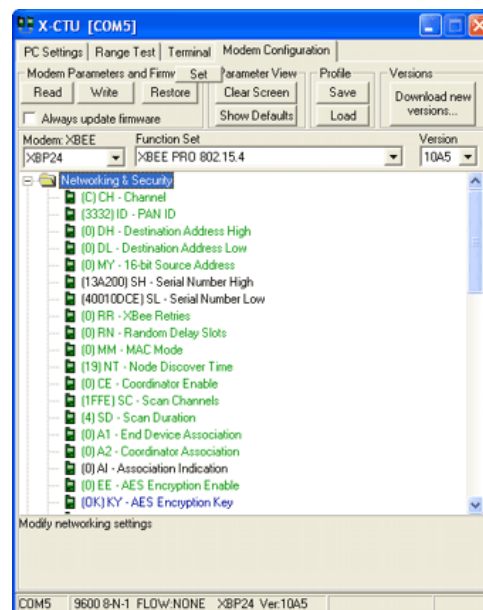 X-CTU [COM5]
PC Settings Range Test Terminal Modem Configuration
Modem Parameters and Firmw Set Parameter View Profile Versions
Read Write Restore Clear Screen Save Download new versions...
Always update firmware Show Defaults Load
Modem: XBEE Function Set Version
XBP24 XBEE PRO 802.15.4 10A5
Networking & Security
(C) CH - Channel
(3332) ID - PAN ID
(0) DH - Destination Address High
(0) DL - Destination Address Low
(0) MY - 16-bit Source Address
(13A200) SH - Serial Number High
(40010DCE) SL - Serial Number Low
(0) RR - XBee Retries
(0) RN - Random Delay Slots
(0) MM - MAC Mode
(19) NT - Node Discover Time
(0) CE - Coordinator Enable
(1FFE) SC - Scan Channels
(4) SD - Scan Duration
(0) A1 - End Device Association
(0) A2 - Coordinator Association
(0) AI - Association Indication
(0) EE - AES Encryption Enable
(OK) KY - AES Encryption Key
Modify networking settings
COM5 9600 8-N-1 FLOW:NONE XBP24 Ver:10A5